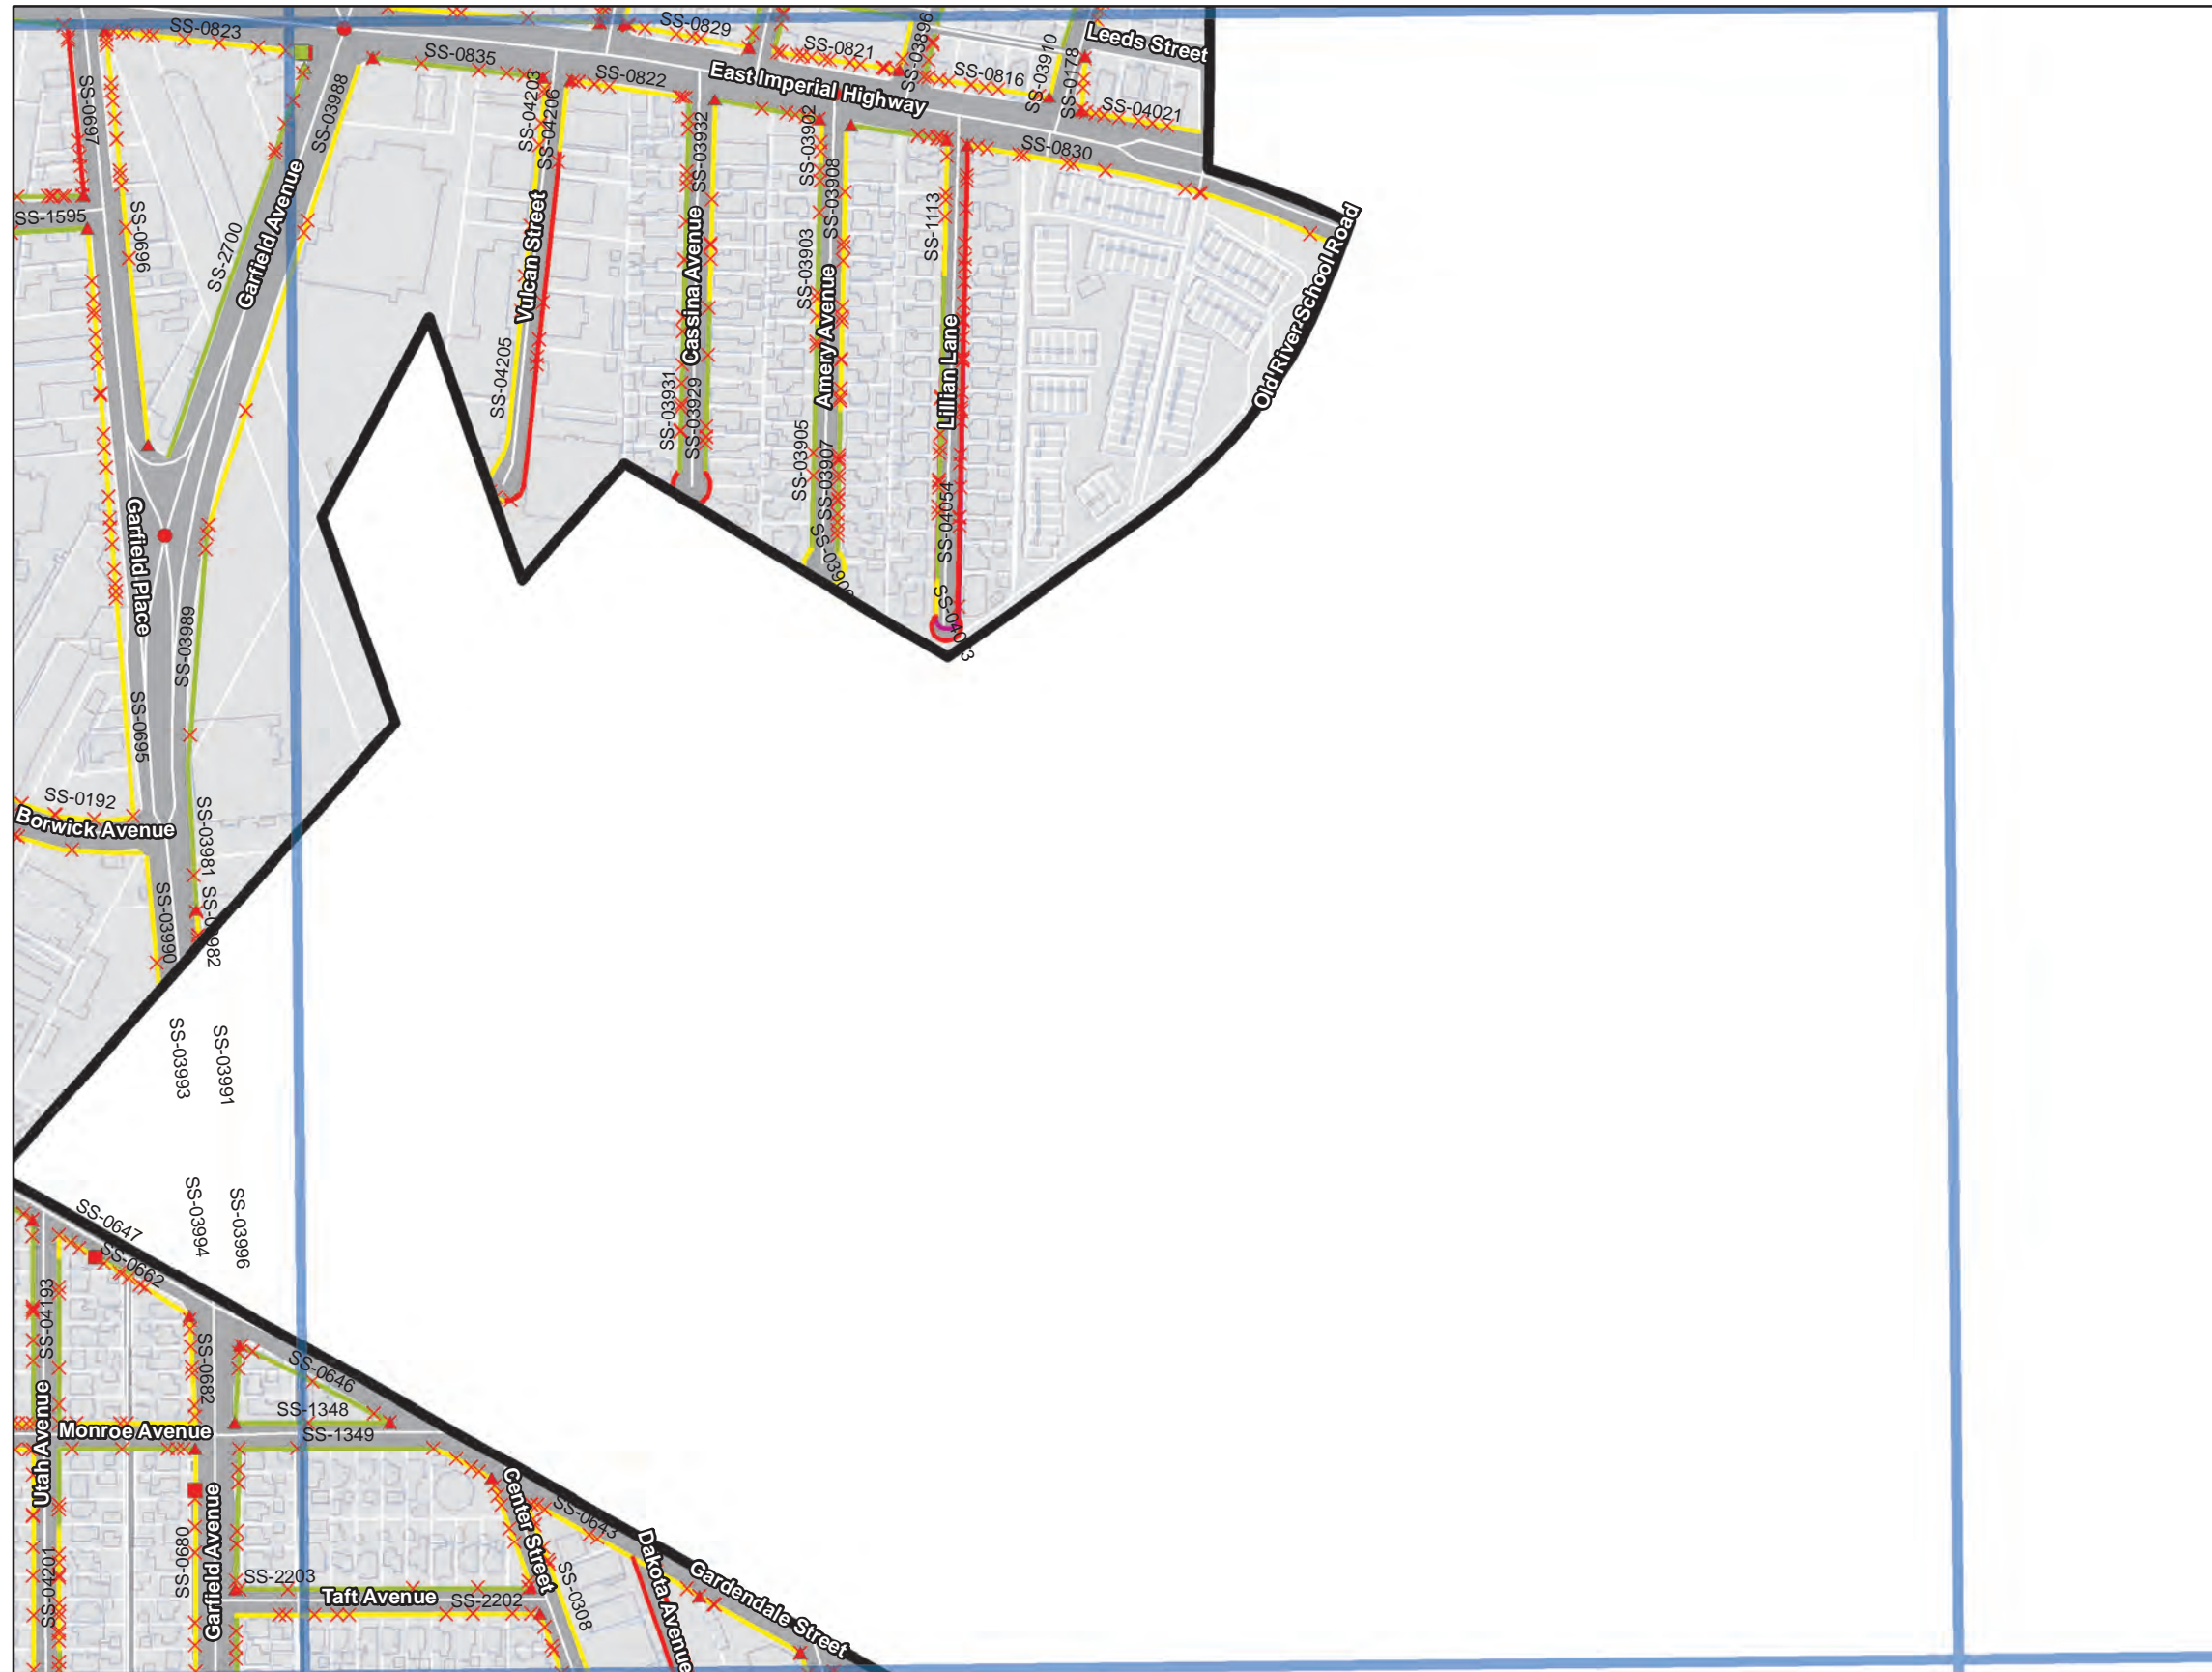 SS-0823
SS-0829
SS-0821
SS-03896
SS-0816
SS-03910
SS-0178
Leeds Street
SS-04021
SS-0835
SS-0822
East Imperial Highway
SS-0697
SS-03988
SS-04203
SS-04206
SS-03932
SS-03902
SS-03908
SS-0830
SS-1595
SS-0696
SS-2700
Garfield Avenue
Vulcan Street
Cassina Avenue
SS-03903
Amery Avenue
SS-1113
Lillian Lane
Old River School Road
SS-04205
SS-03931
SS-03929
SS-03905
SS-03907
SS-04054
Garfield Place
SS-03989
SS-0695
SS-0192
Borwick Avenue
SS-03981
SS-03990
SS-03993
SS-03991
SS-03994
SS-03996
SS-0647
SS-0662
SS-04193
SS-0682
SS-0646
SS-1348
SS-1349
Monroe Avenue
Utah Avenue
Center Street
SS-0643
SS-0680
Garfield Avenue
SS-04201
SS-2203
Taft Avenue
SS-2202
SS-0308
Dakota Avenue
Gardendale Street